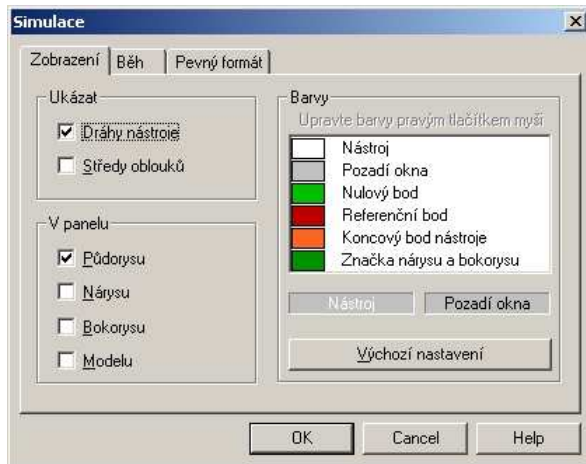 Simulace
Zobrazení Běh Pevný formát
Ukázat
Dráhy nástroje
Středy oblouků
V panelu
Půdorysu
Nárysu
Bokorysu
Modelu
Barvy
Upravte barvy pravým tlačítkem myši
Nástroj
Pozadí okna
Nulový bod
Referenční bod
Koncový bod nástroje
Značka nárysu a bokorysu
Nástroj Pozadí okna
Výchozí nastavení
OK Cancel Help